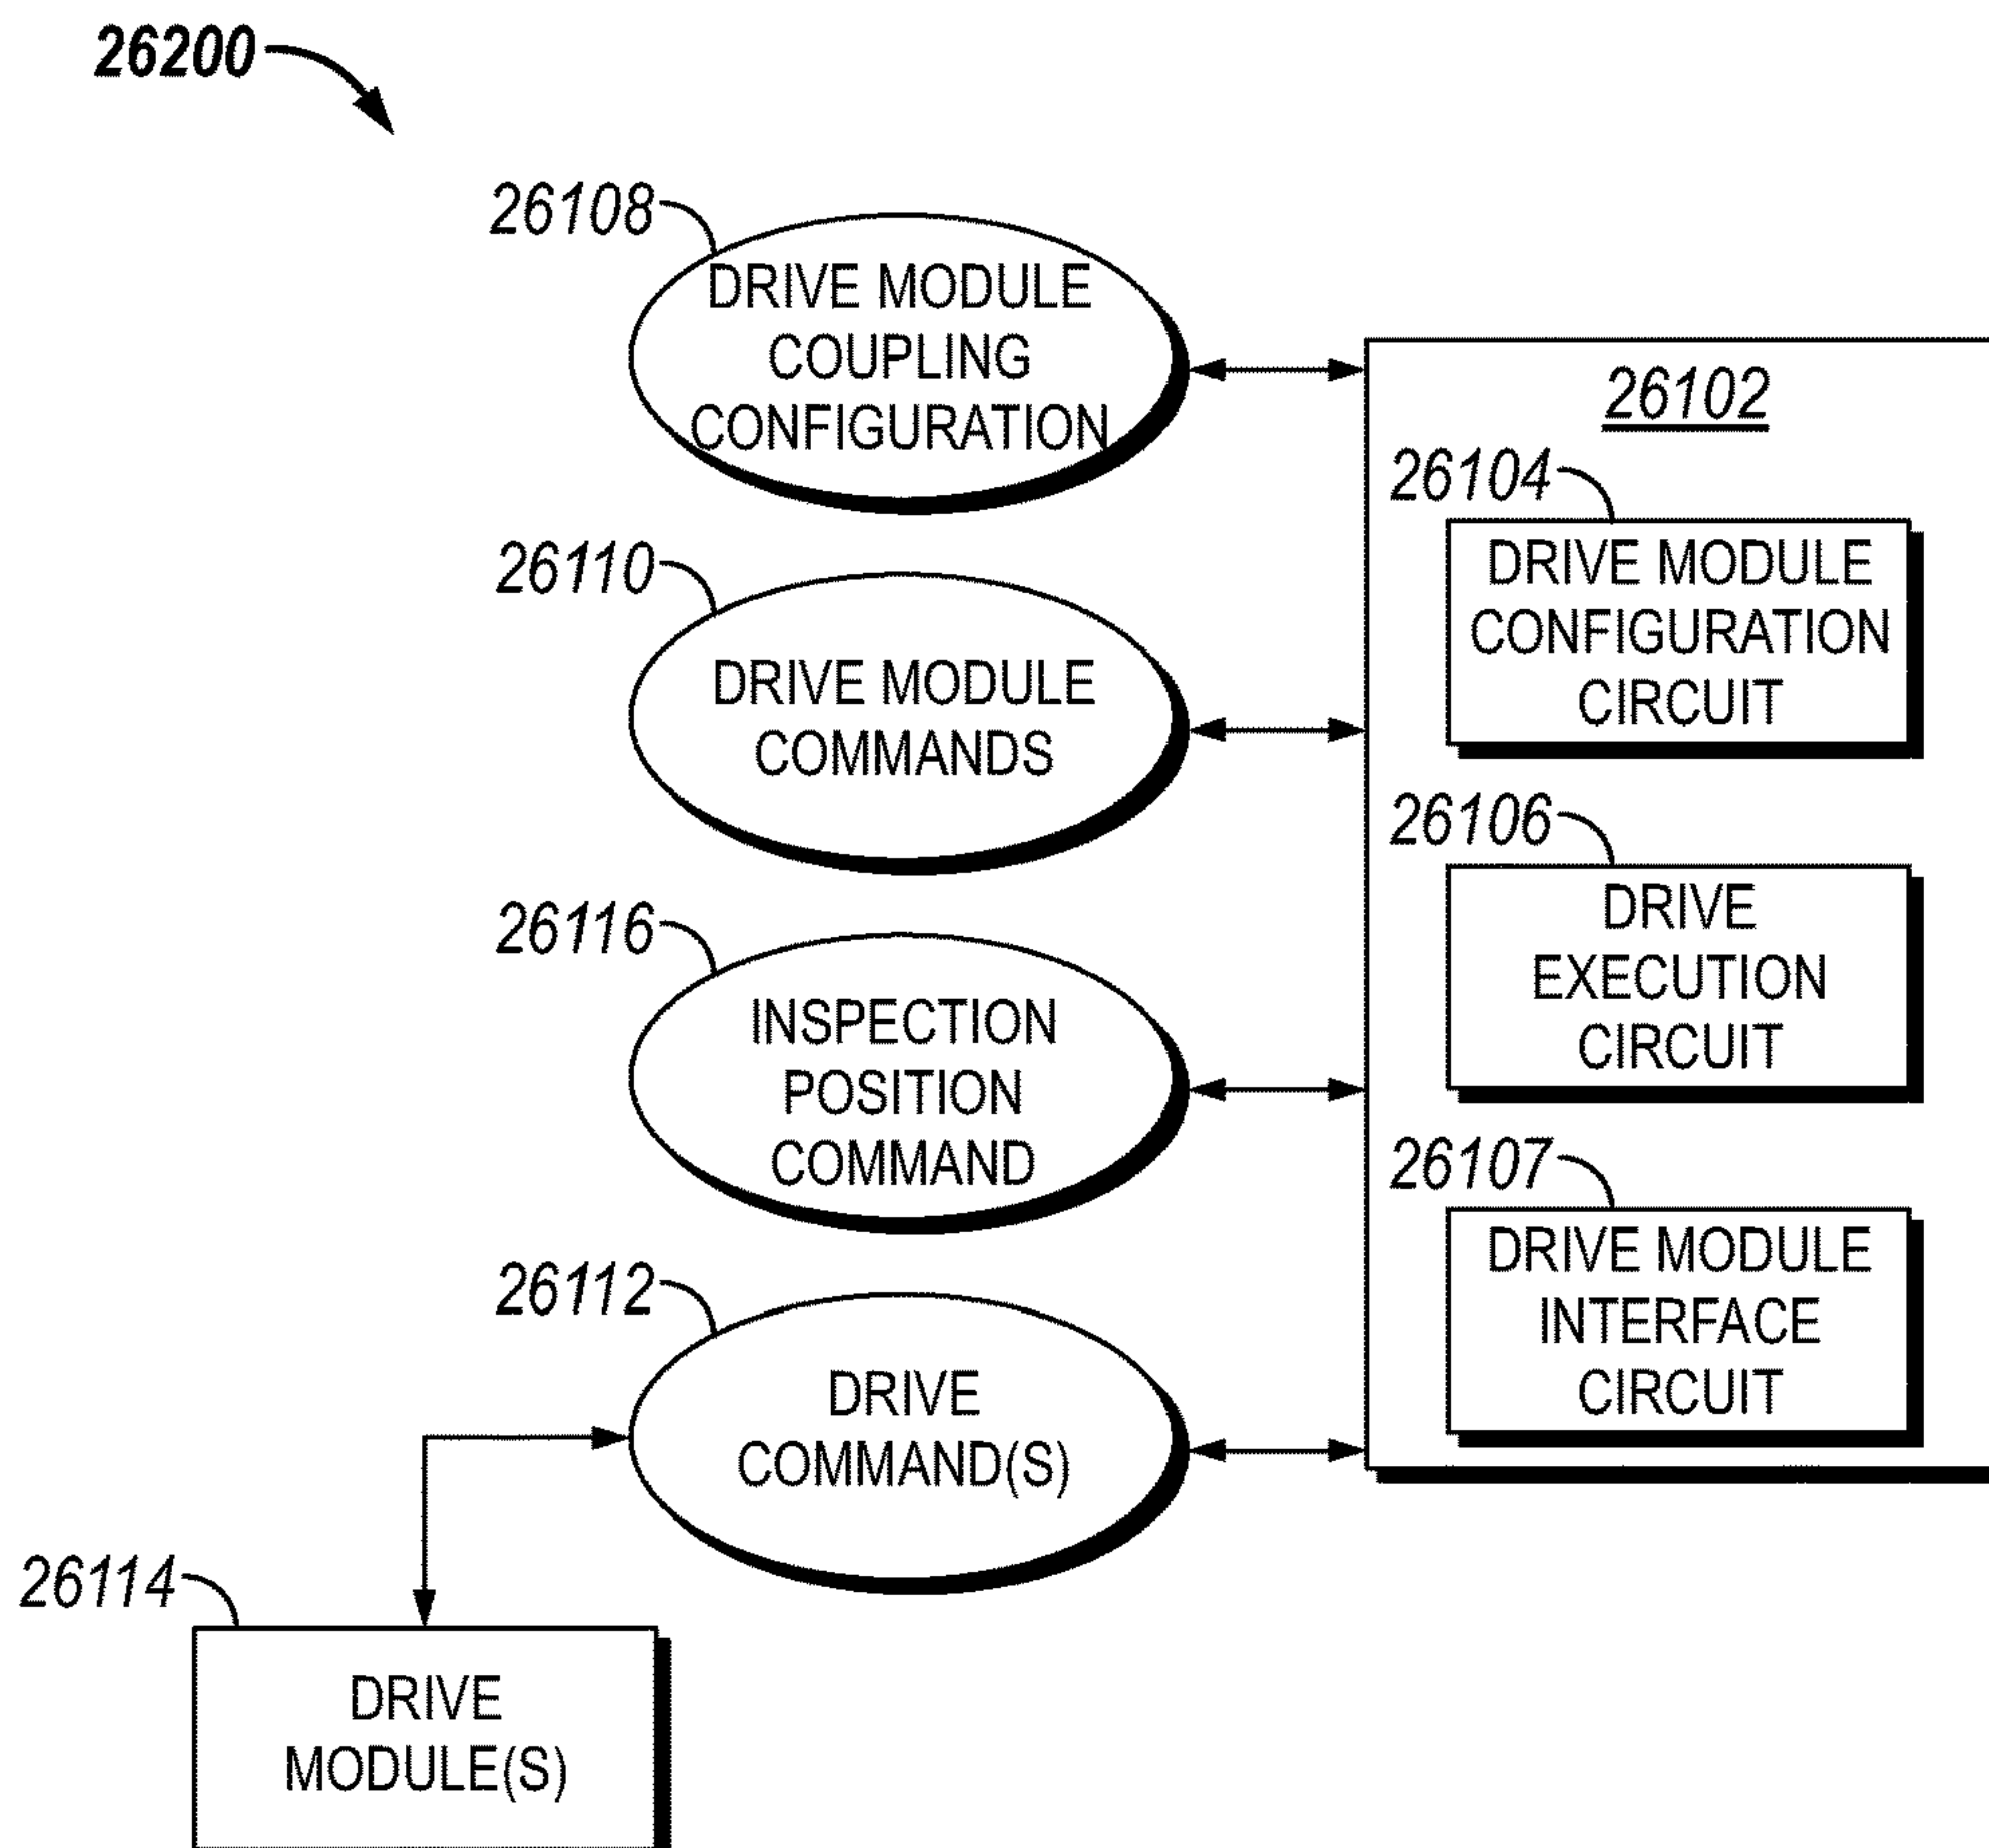 26200
26108
DRIVE MODULE
COUPLING
CONFIGURATION
26110
DRIVE MODULE
COMMANDS
26116
INSPECTION
POSITION
COMMAND
26112
DRIVE
COMMAND(S)
26114
DRIVE
MODULE(S)
26102
26104
DRIVE MODULE
CONFIGURATION
CIRCUIT
26106
DRIVE
EXECUTION
CIRCUIT
26107
DRIVE MODULE
INTERFACE
CIRCUIT